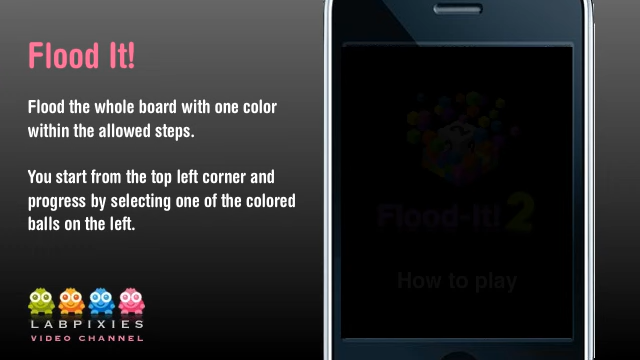 Flood It!
Flood the whole board with one color
within the allowed steps.
You start from the top left corner and
progress by selecting one of the colored
balls on the left.
LABPIXIES
VIDEO CHANNEL
Flood-It! 2
How to play